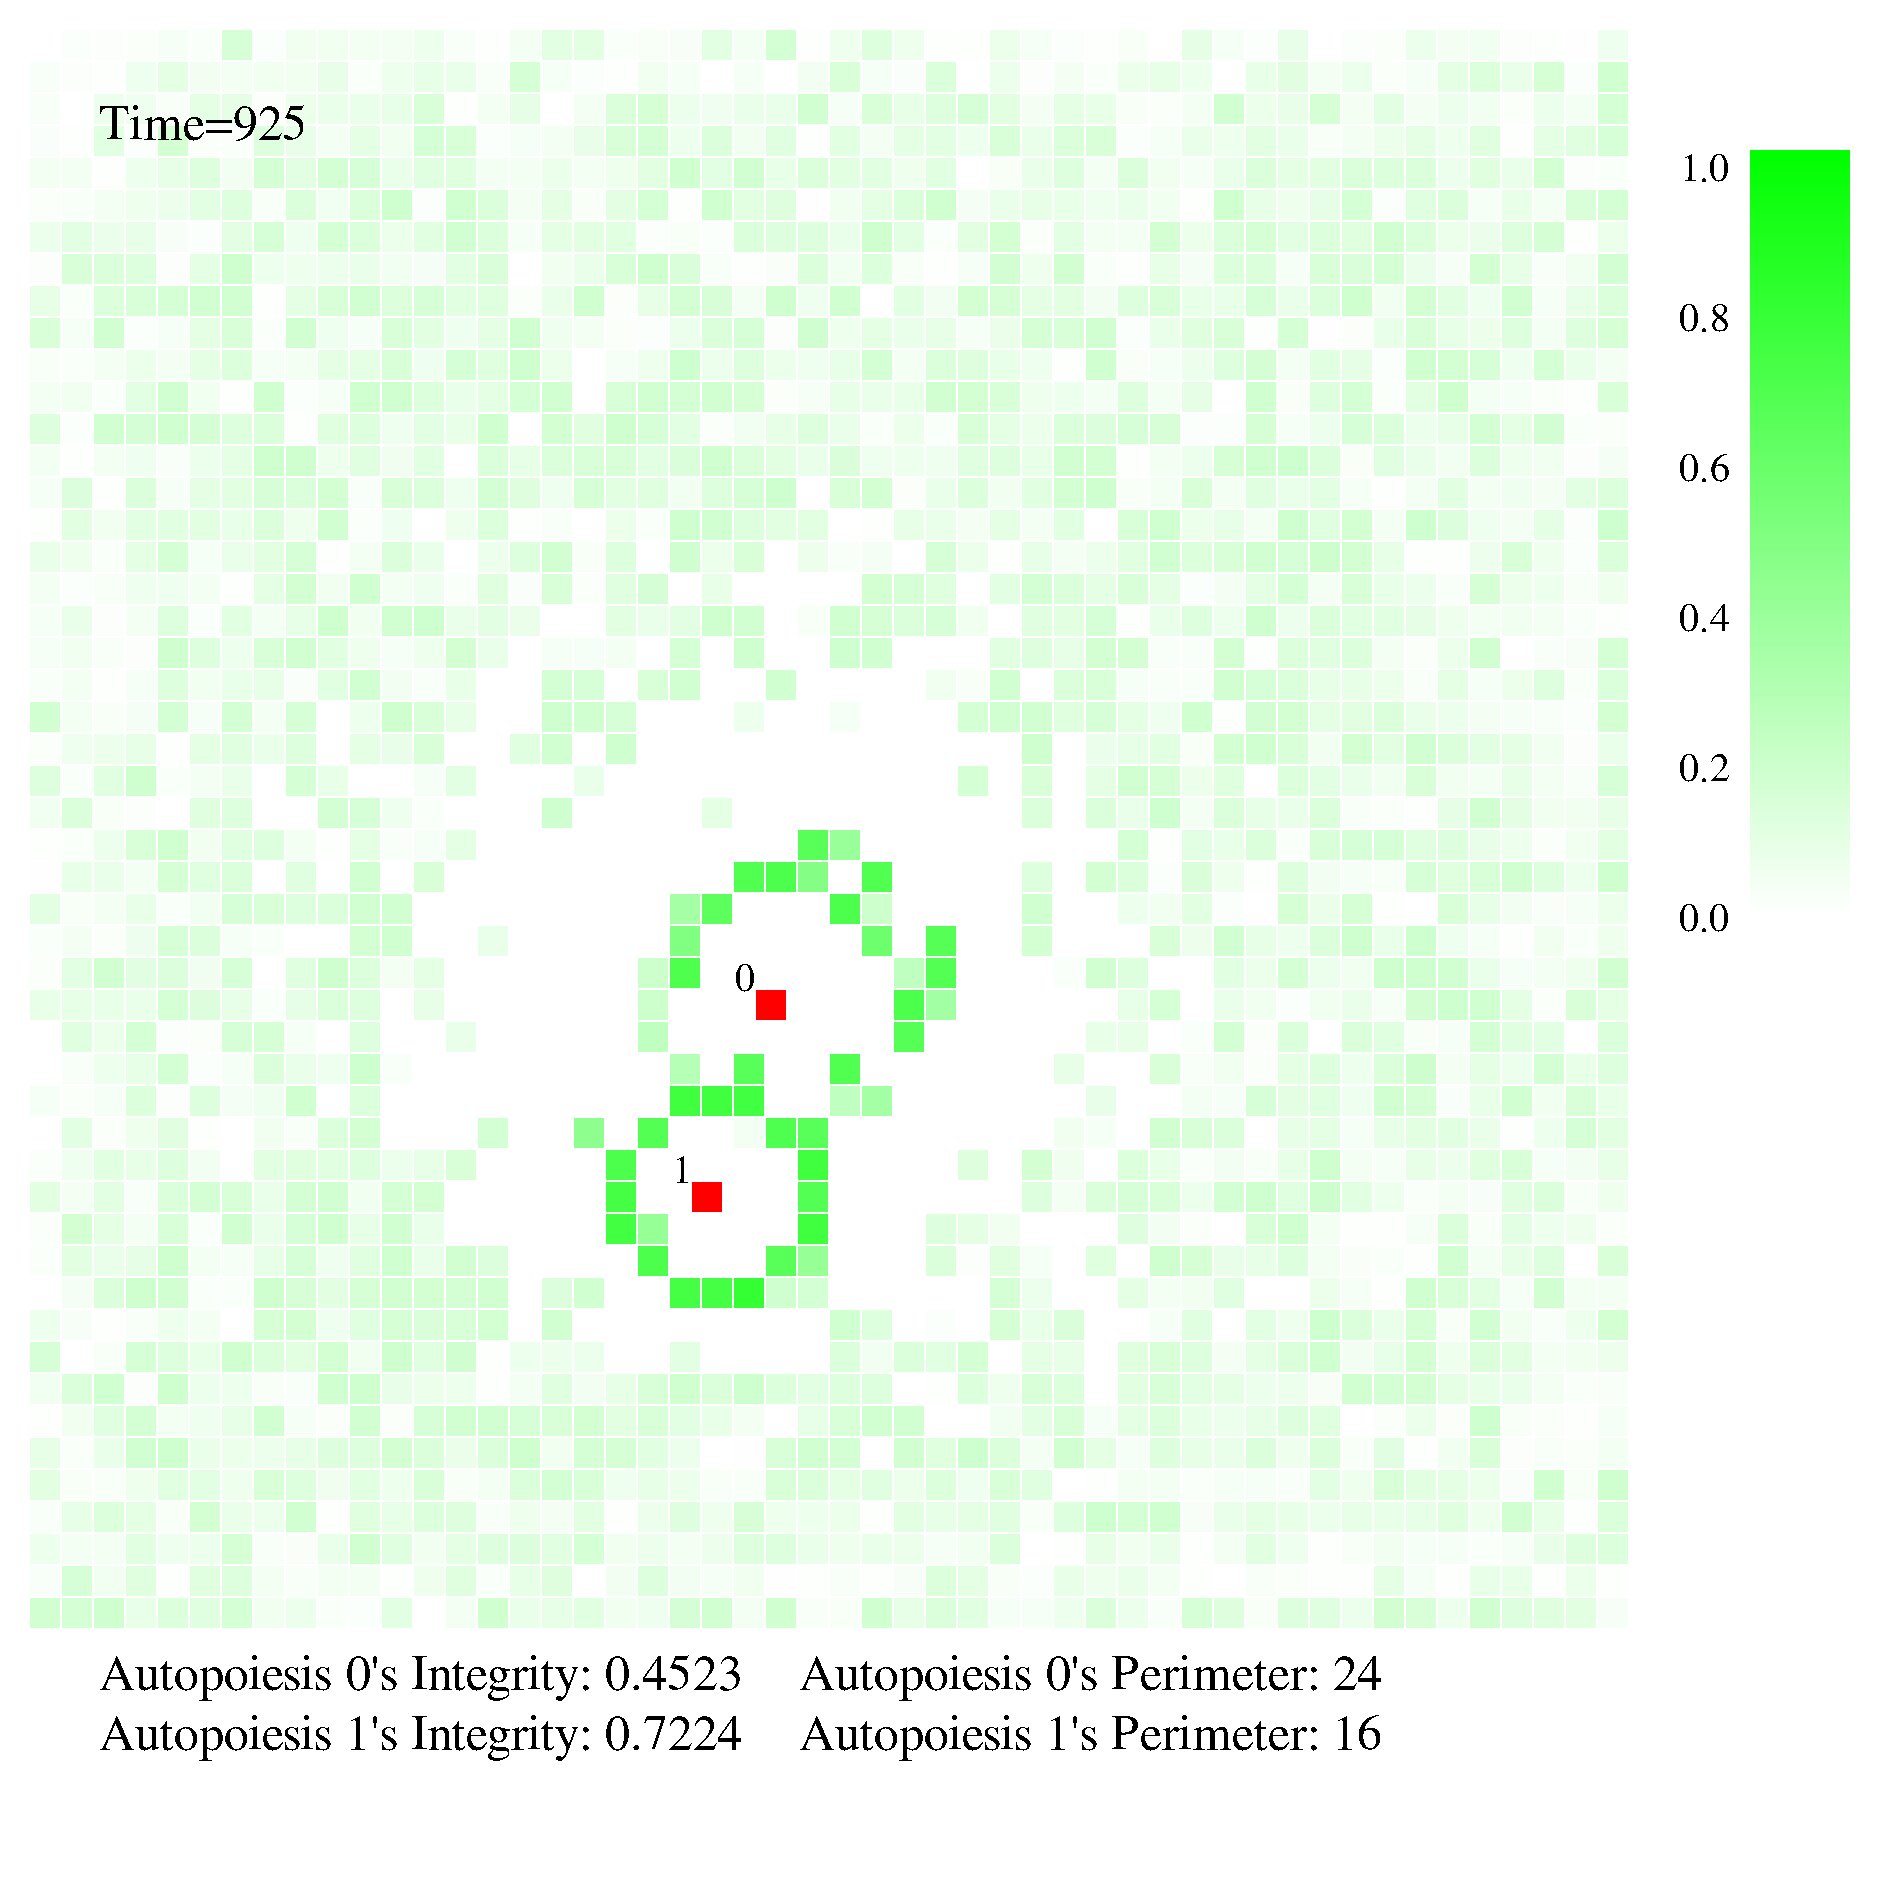 Time=925
1.0
0.8
0.6
0.4
0.2
0.0
0
1
Autopoiesis 0's Integrity: 0.4523 Autopoiesis 0's Perimeter: 24
Autopoiesis 1's Integrity: 0.7224 Autopoiesis 1's Perimeter: 16